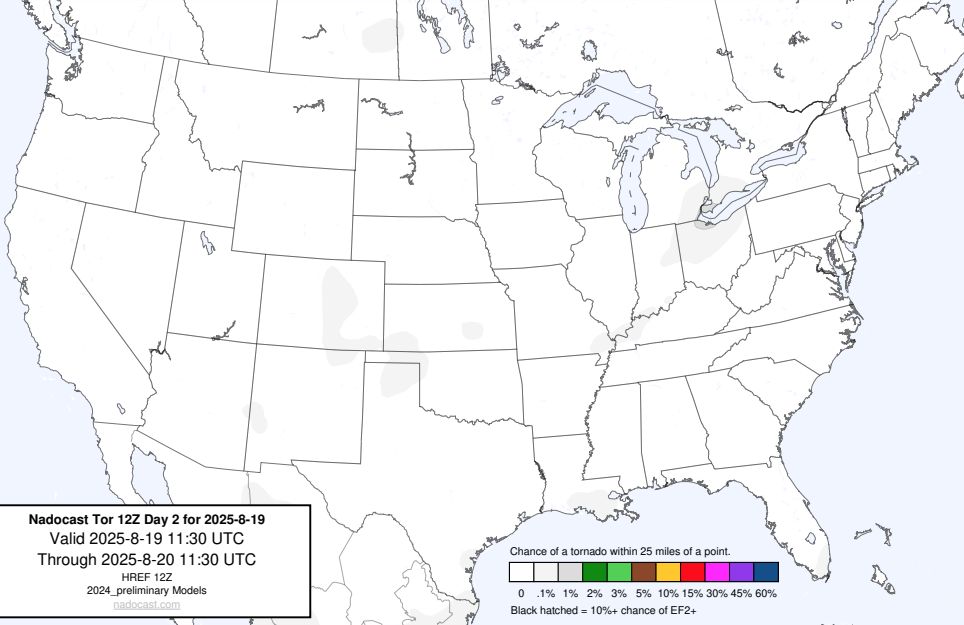 Nadocast Tor 12Z Day 2 for 2025-8-19
Valid 2025-8-19 11:30 UTC
Through 2025-8-20 11:30 UTC
HREF 12Z
2024_preliminary Models
nadocast.com
Chance of a tornado within 25 miles of a point.
0 .1% 1% 2% 3% 5% 10% 15% 30% 45% 60%
Black hatched = 10%+ chance of EF2+